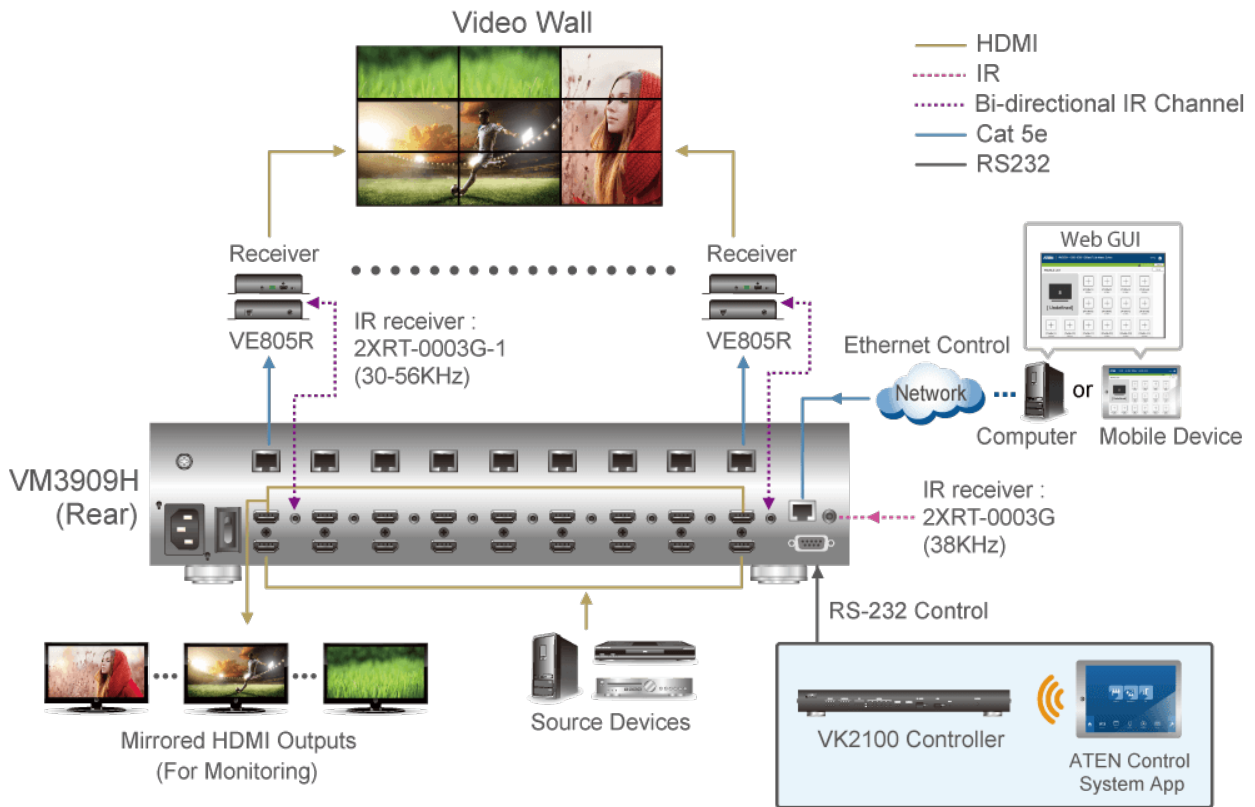 Video Wall
HDMI
IR
Bi-directional IR Channel
Cat 5e
RS232
Receiver
Receiver
VE805R
VE805R
IR receiver :
2XRT-0003G-1
(30-56KHz)
Web GUI
[ Undefined ]
Ethernet Control
Network
or
Computer
Mobile Device
VM3909H
(Rear)
IR receiver :
2XRT-0003G
(38KHz)
RS-232 Control
Mirrored HDMI Outputs
(For Monitoring)
Source Devices
VK2100 Controller
ATEN Control
System App